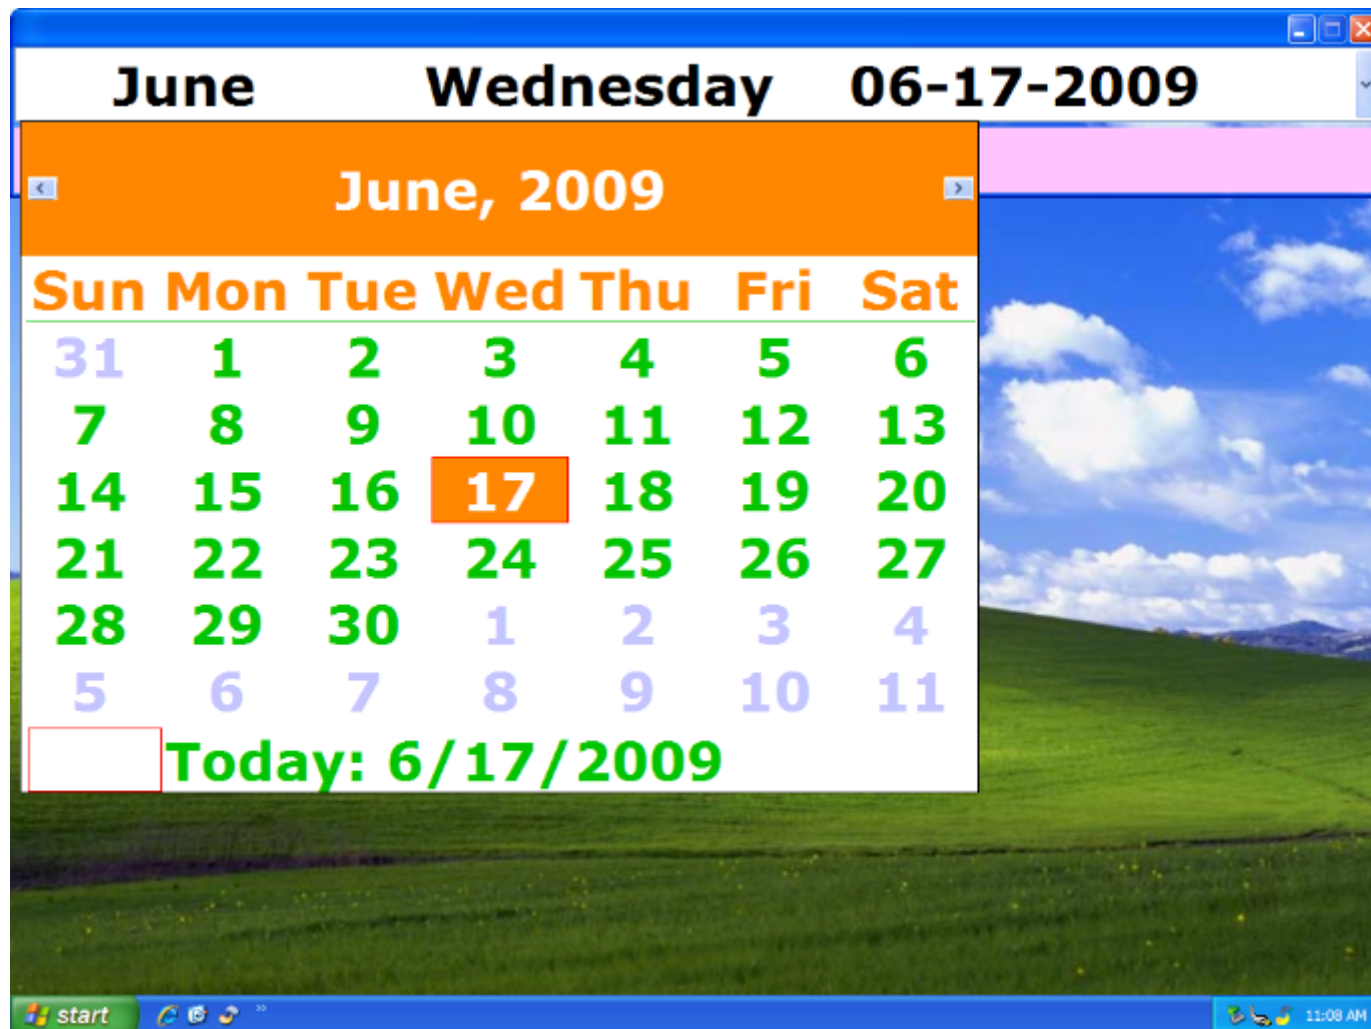 June Wednesday 06-17-2009
June, 2009
Sun Mon Tue Wed Thu Fri Sat
31 1 2 3 4 5 6
7 8 9 10 11 12 13
14 15 16 17 18 19 20
21 22 23 24 25 26 27
28 29 30 1 2 3 4
5 6 7 8 9 10 11
Today: 6/17/2009
start 11:08 AM